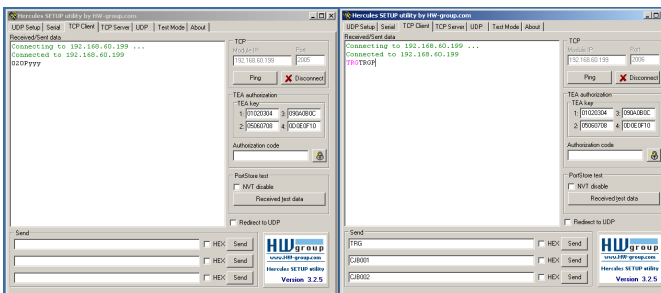 Hercules SETUP utility by HW-group.com
UDP Setup Serial TCP Client TCP Server UDP Test Mode About
Received/Sent data
Connecting to 192.168.60.199 ...
Connected to 192.168.60.199
OZOPyyy
TCP
Module IP Port
192.168.60.199 2005
Ping Disconnect
TEA authorization
TEA key
1: 01020304 3: 090A0B0C
2: 05060708 4: 0D0E0F10
Authorization code
PortStore test
NVT disable
Received test data
Redirect to UDP
Send
HEX Send
HEX Send
HEX Send
HWgroup
www.HW-group.com
Hercules SETUP utility
Version 3.2.5
Hercules SETUP utility by HW-group.com
UDP Setup Serial TCP Client TCP Server UDP Test Mode About
Received/Sent data
Connecting to 192.168.60.199 ...
Connected to 192.168.60.199
TRGTRGP
TCP
Module IP Port
192.168.60.199 2006
Ping Disconnect
TEA authorization
TEA key
1: 01020304 3: 090A0B0C
2: 05060708 4: 0D0E0F10
Authorization code
PortStore test
NVT disable
Received test data
Redirect to UDP
Send
TRG HEX Send
CJB001 HEX Send
CJB002 HEX Send
HWgroup
www.HW-group.com
Hercules SETUP utility
Version 3.2.5